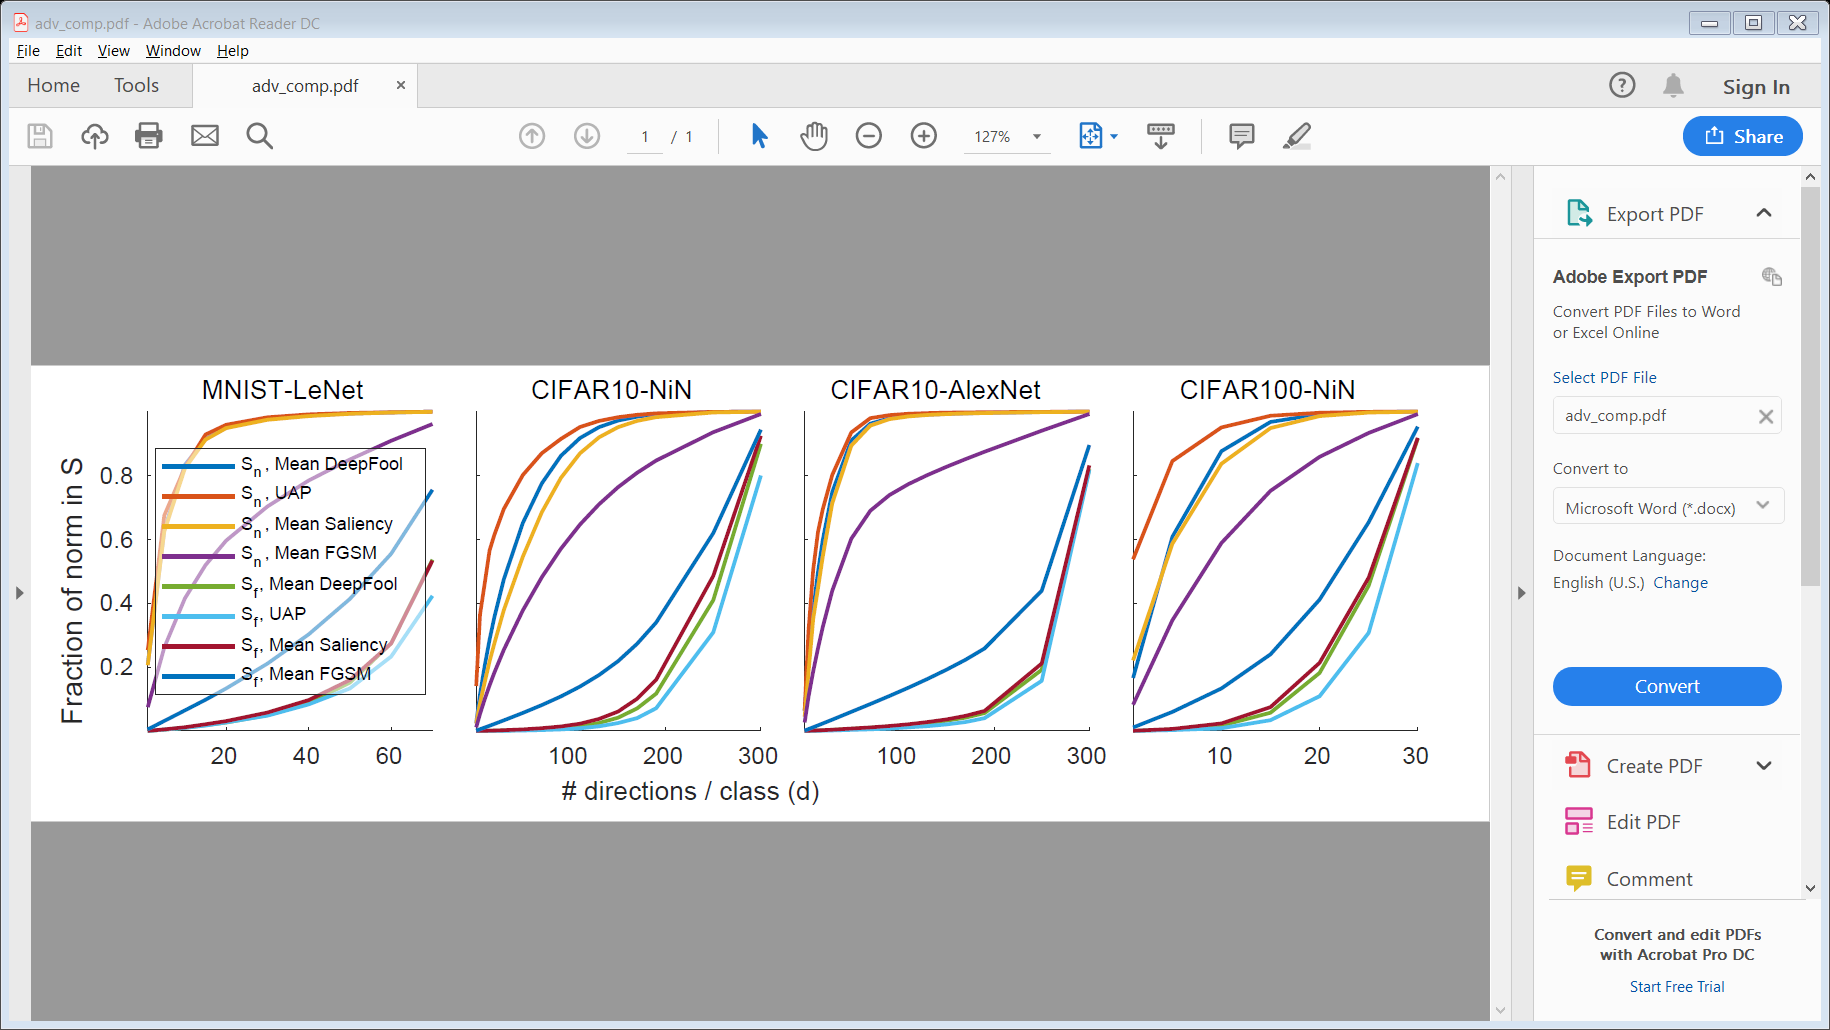 adv_comp.pdf - Adobe Acrobat Reader DC
File Edit View Window Help
Home Tools adv_comp.pdf × Sign In
1 / 1 127% Share
Export PDF
Adobe Export PDF
Convert PDF Files to Word
or Excel Online
Select PDF File
adv_comp.pdf
Convert to
Microsoft Word (*.docx)
Document Language:
English (U.S.) Change
Convert
Create PDF
Edit PDF
Comment
Convert and edit PDFs
with Acrobat Pro DC
Start Free Trial
MNIST-LeNet CIFAR10-NiN CIFAR10-AlexNet CIFAR100-NiN
Fraction of norm in S
0.8
0.6
0.4
0.2
Sn, Mean DeepFool
Sn, UAP
Sn, Mean Saliency
Sn, Mean FGSM
Sf, Mean DeepFool
Sf, UAP
Sf, Mean Saliency
Sf, Mean FGSM
20 40 60 100 200 300 100 200 300 10 20 30
# directions / class (d)